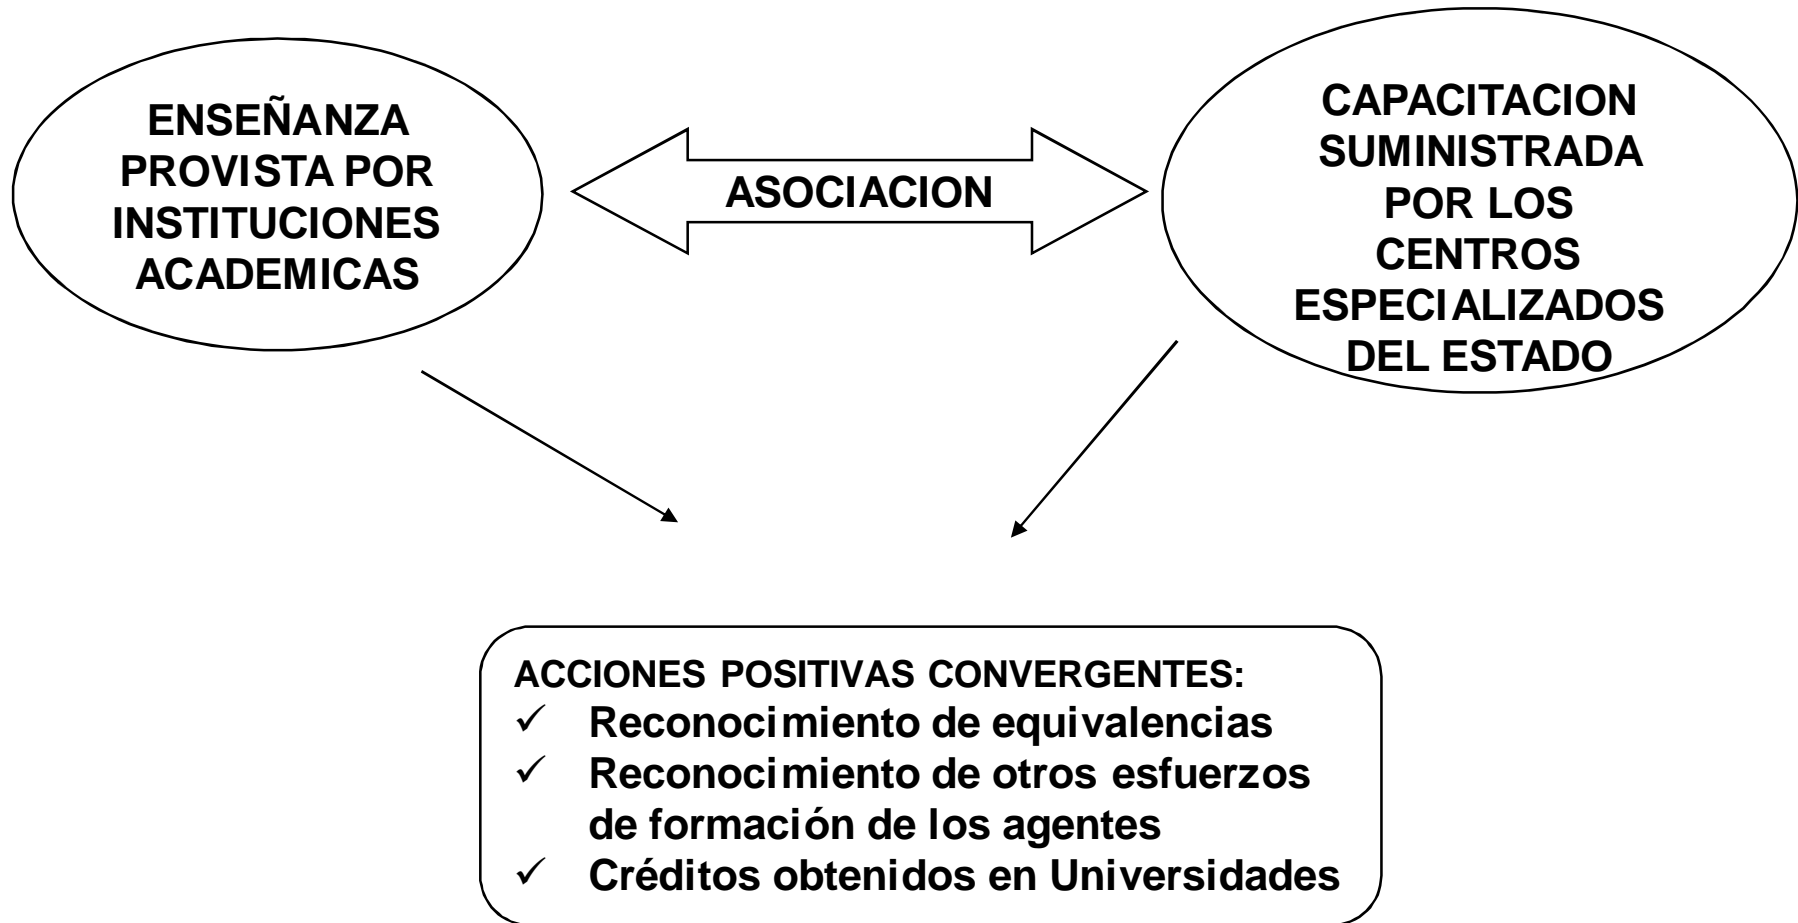 ENSEÑANZA
PROVISTA POR
INSTITUCIONES
ACADEMICAS
ASOCIACION
CAPACITACION
SUMINISTRADA
POR LOS
CENTROS
ESPECIALIZADOS
DEL ESTADO
ACCIONES POSITIVAS CONVERGENTES:
✓ Reconocimiento de equivalencias
✓ Reconocimiento de otros esfuerzos
de formación de los agentes
✓ Créditos obtenidos en Universidades